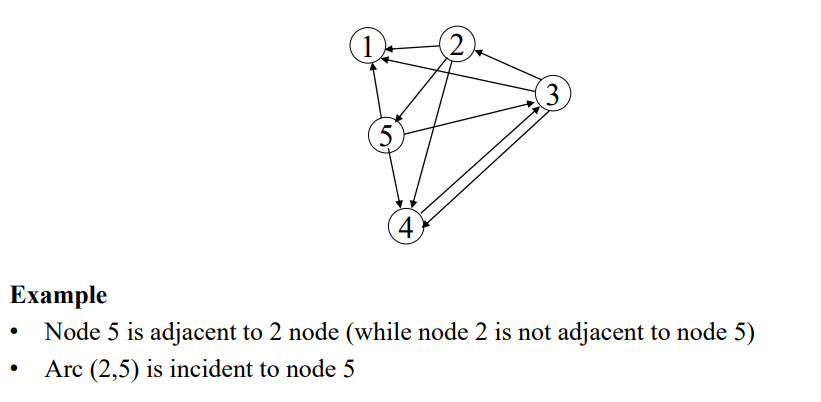 1
2
3
5
4
Example
• Node 5 is adjacent to 2 node (while node 2 is not adjacent to node 5)
• Arc (2,5) is incident to node 5